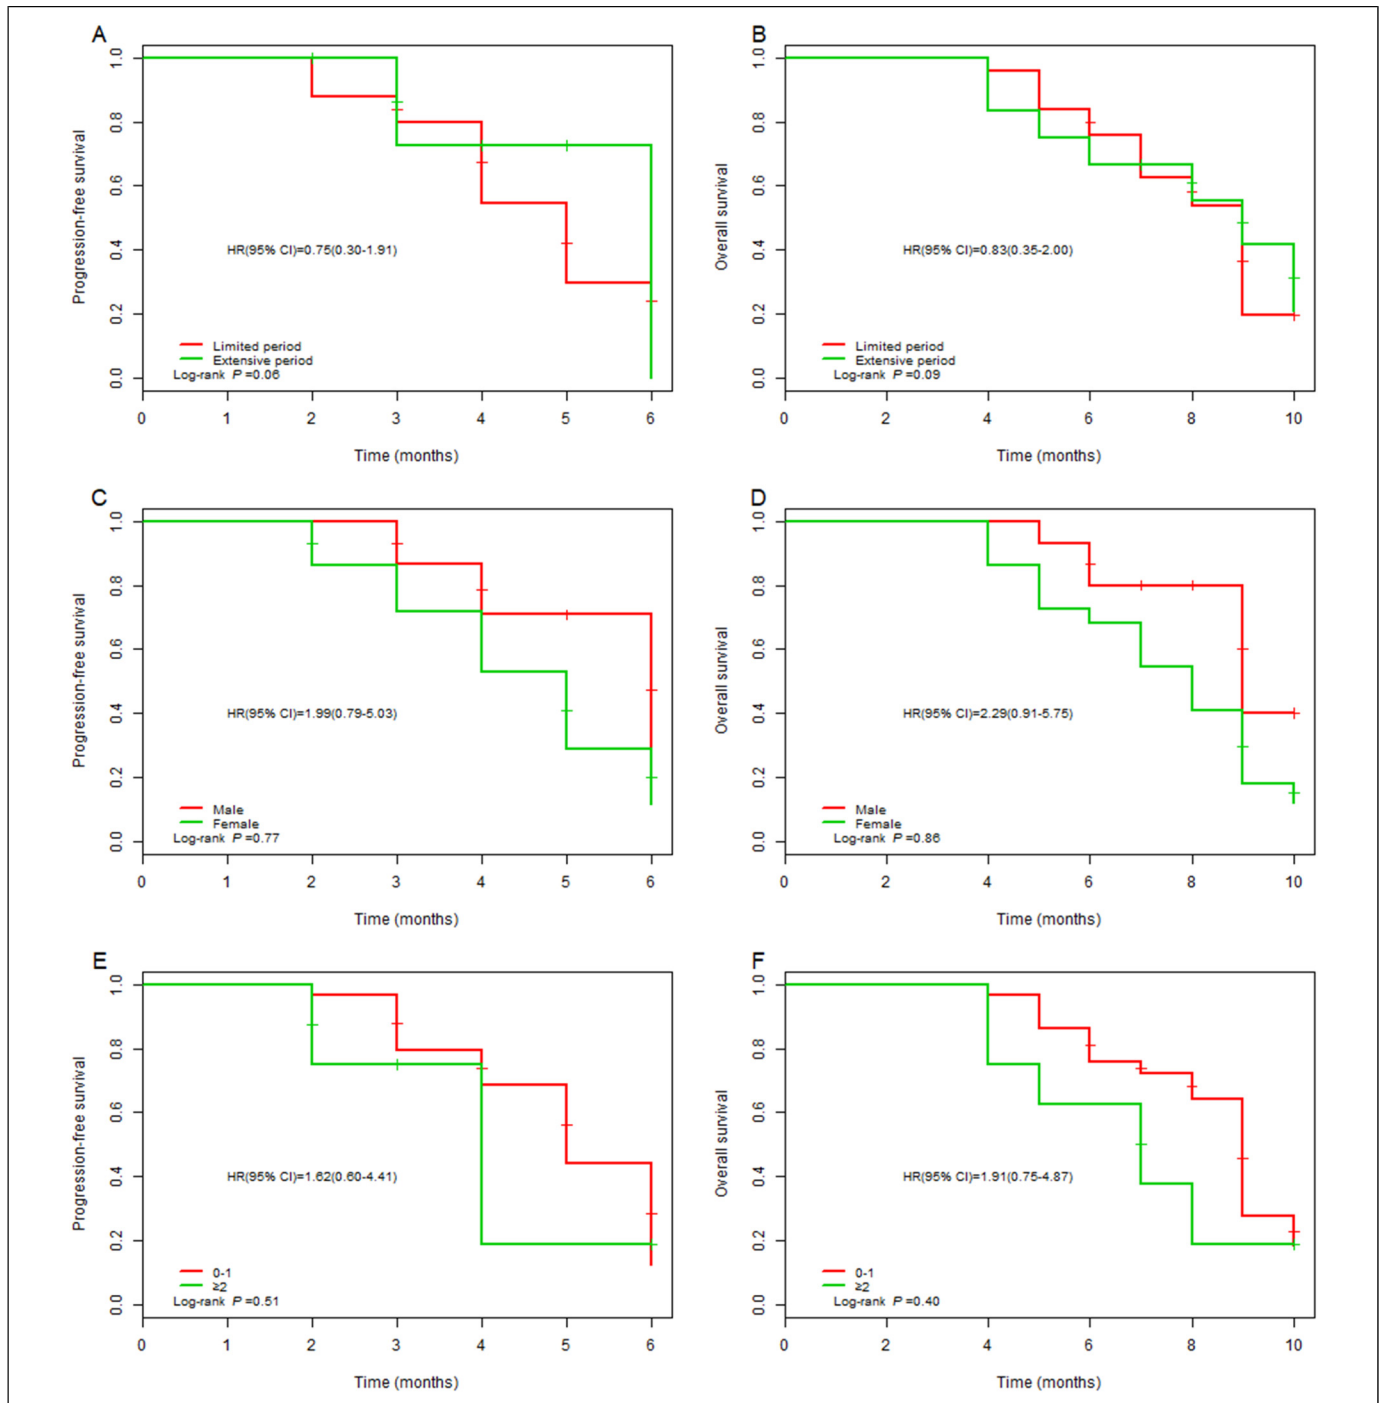 A
Progression-free survival
1.0
0.8
0.6
0.4
0.2
0.0
HR(95% CI)=0.75(0.30-1.91)
Limited period
Extensive period
Log-rank P =0.06
0 1 2 3 4 5 6
Time (months)
B
Overall survival
1.0
0.8
0.6
0.4
0.2
0.0
HR(95% CI)=0.83(0.35-2.00)
Limited period
Extensive period
Log-rank P =0.09
0 2 4 6 8 10
Time (months)
C
Progression-free survival
1.0
0.8
0.6
0.4
0.2
0.0
HR(95% CI)=1.99(0.79-5.03)
Male
Female
Log-rank P =0.77
0 1 2 3 4 5 6
Time (months)
D
Overall survival
1.0
0.8
0.6
0.4
0.2
0.0
HR(95% CI)=2.29(0.91-5.75)
Male
Female
Log-rank P =0.86
0 2 4 6 8 10
Time (months)
E
Progression-free survival
1.0
0.8
0.6
0.4
0.2
0.0
HR(95% CI)=1.62(0.60-4.41)
0-1
≥2
Log-rank P =0.51
0 1 2 3 4 5 6
Time (months)
F
Overall survival
1.0
0.8
0.6
0.4
0.2
0.0
HR(95% CI)=1.91(0.75-4.87)
0-1
≥2
Log-rank P =0.40
0 2 4 6 8 10
Time (months)